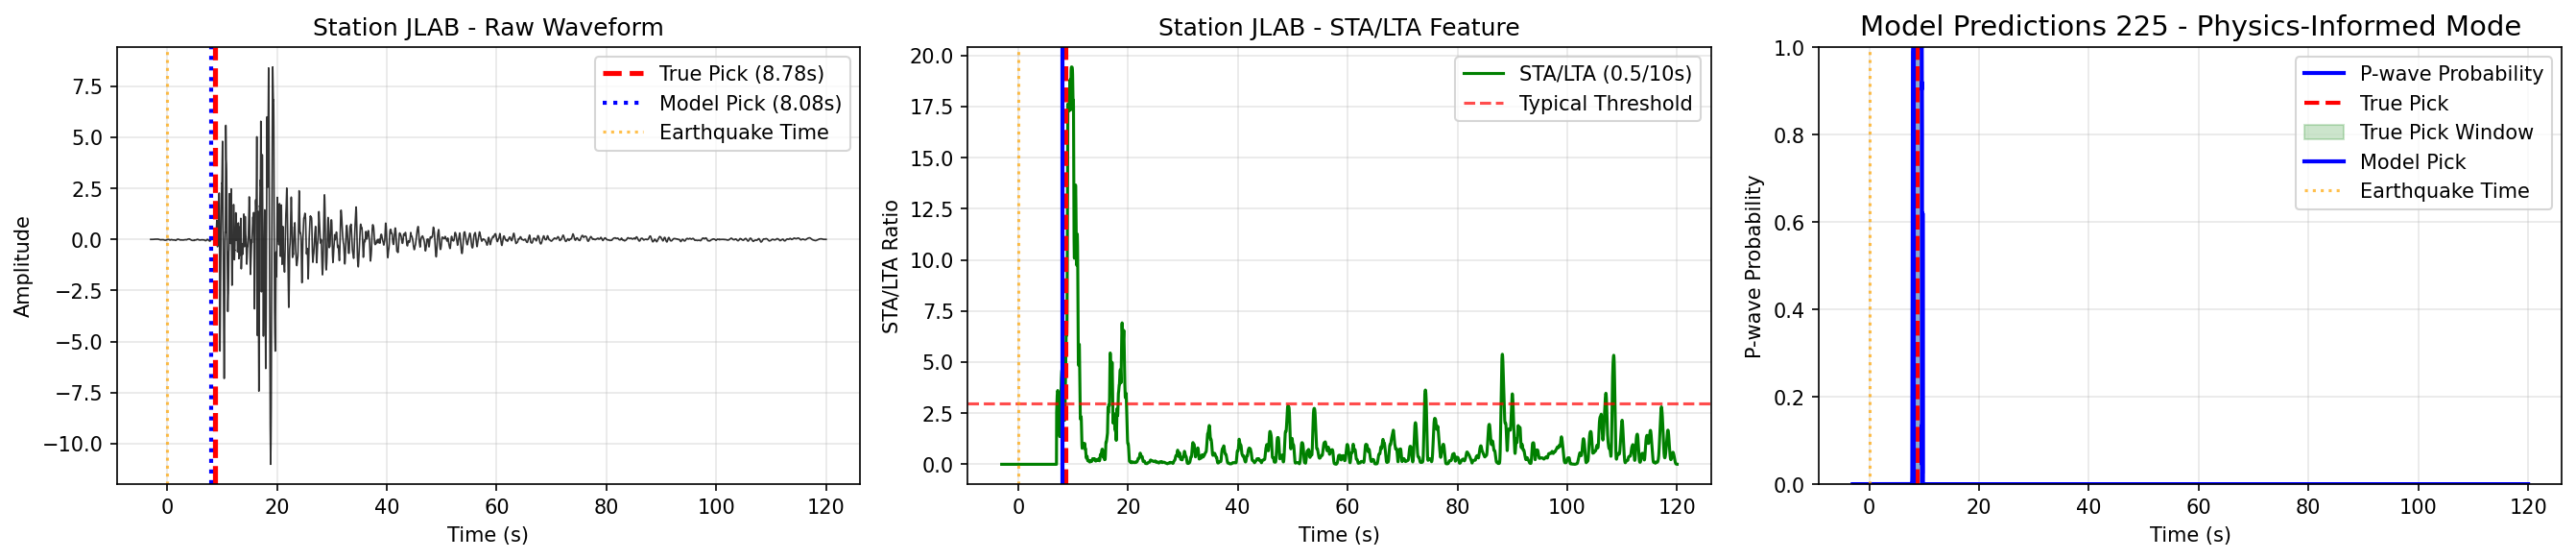 Station JLAB - Raw Waveform
True Pick (8.78s)
Model Pick (8.08s)
Earthquake Time
Amplitude
7.5
5.0
2.5
0.0
−2.5
−5.0
−7.5
−10.0
0
20
40
60
80
100
120
Time (s)
Station JLAB - STA/LTA Feature
STA/LTA (0.5/10s)
Typical Threshold
STA/LTA Ratio
20.0
17.5
15.0
12.5
10.0
7.5
5.0
2.5
0.0
0
20
40
60
80
100
120
Time (s)
Model Predictions 225 - Physics-Informed Mode
P-wave Probability
True Pick
True Pick Window
Model Pick
Earthquake Time
P-wave Probability
1.0
0.8
0.6
0.4
0.2
0.0
0
20
40
60
80
100
120
Time (s)